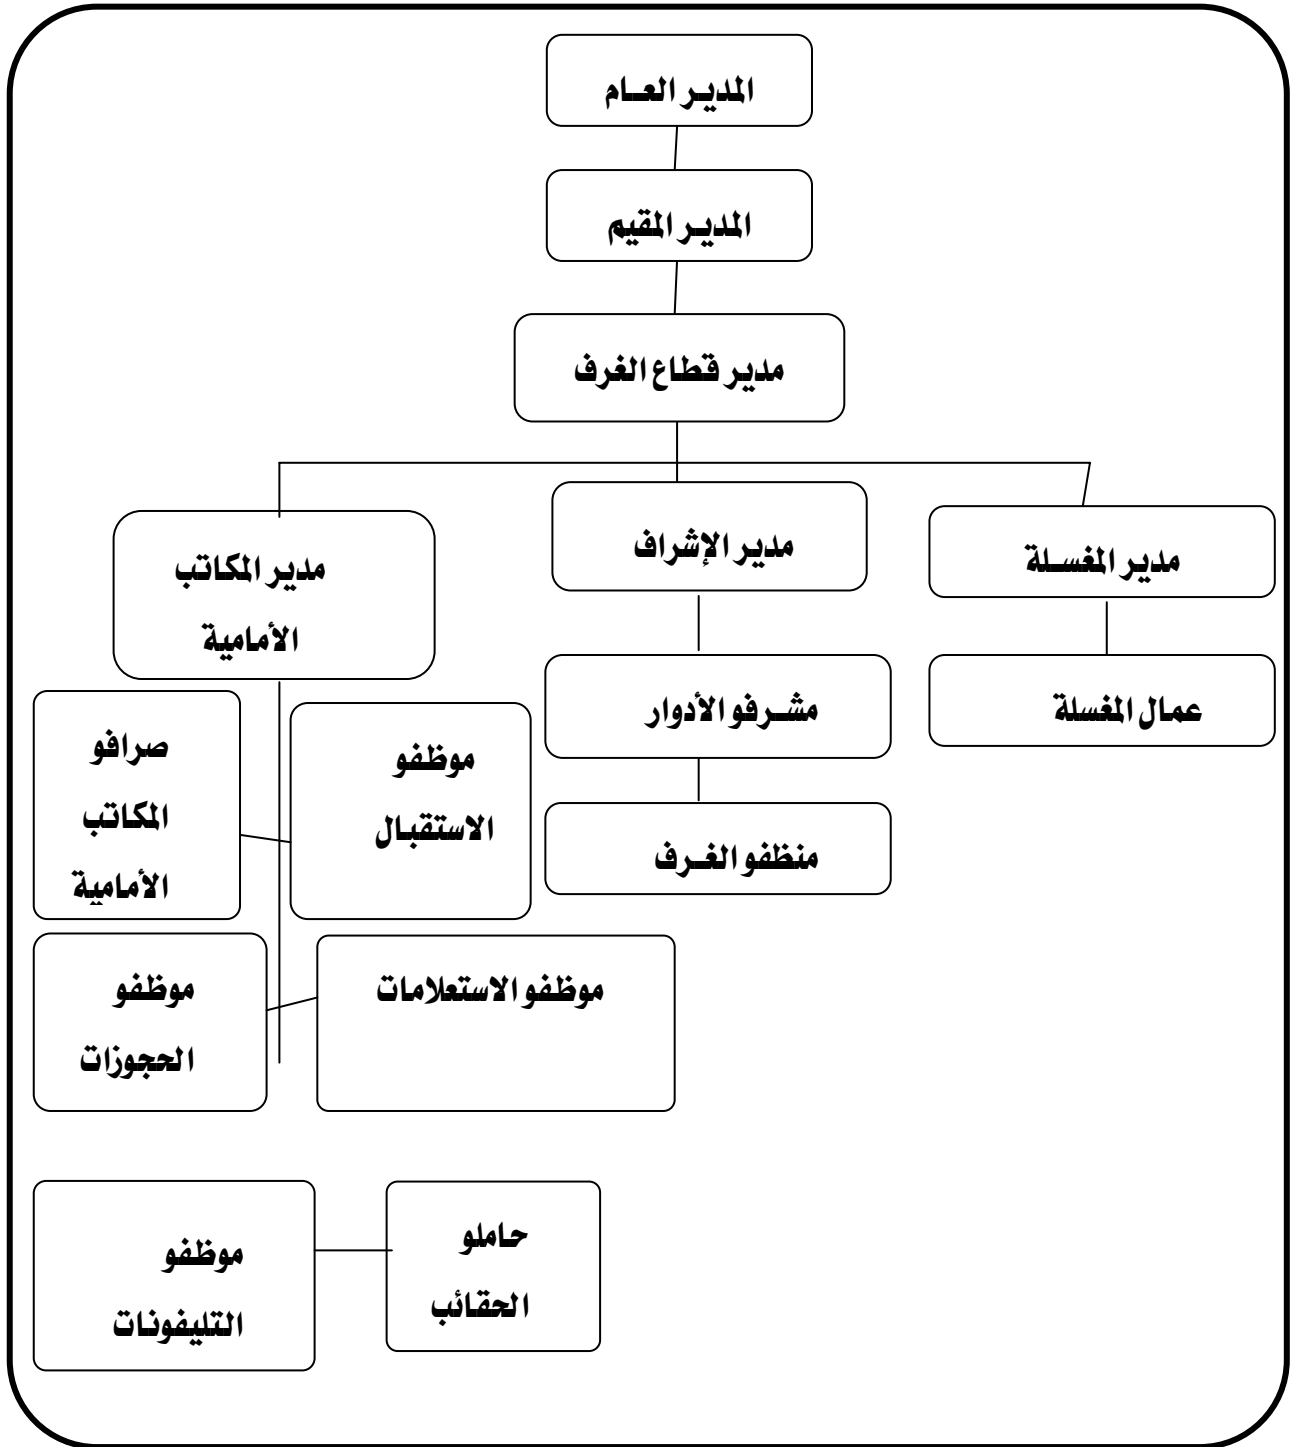 المدير العام
المدير المقيم
مدير قطاع الغرف
مدير المغسلة
مدير الإشراف
مدير المكاتب
الأمامية
عمال المغسلة
مشرفو الأدوار
منظفو الغرف
موظفو
الاستقبال
صرافو
المكاتب
الأمامية
موظفو الاستعلامات
موظفو
الحجوزات
حاملو
الحقائب
موظفو
التليفونات